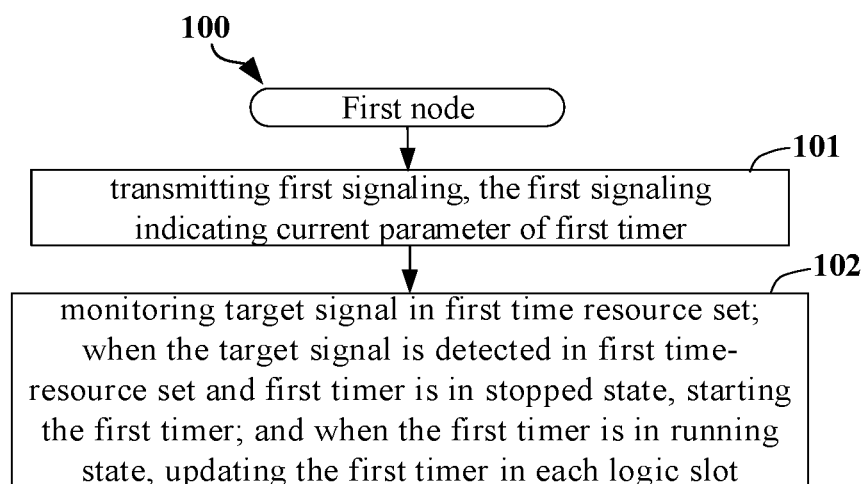 100
First node
101
transmitting first signaling, the first signaling
indicating current parameter of first timer
102
monitoring target signal in first time resource set;
when the target signal is detected in first time-
resource set and first timer is in stopped state, starting
the first timer; and when the first timer is in running
state, updating the first timer in each logic slot